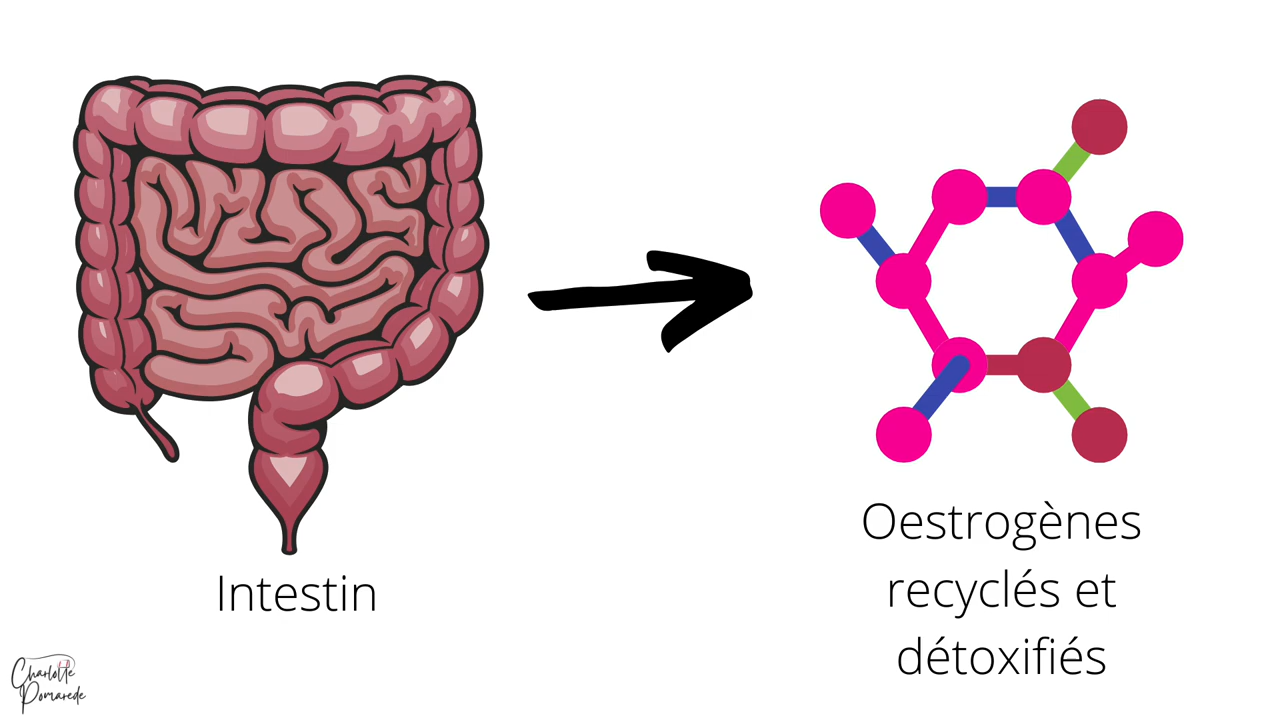 Intestin
Oestrogènes
recyclés et
détoxifiés
Charlotte
Pomarede